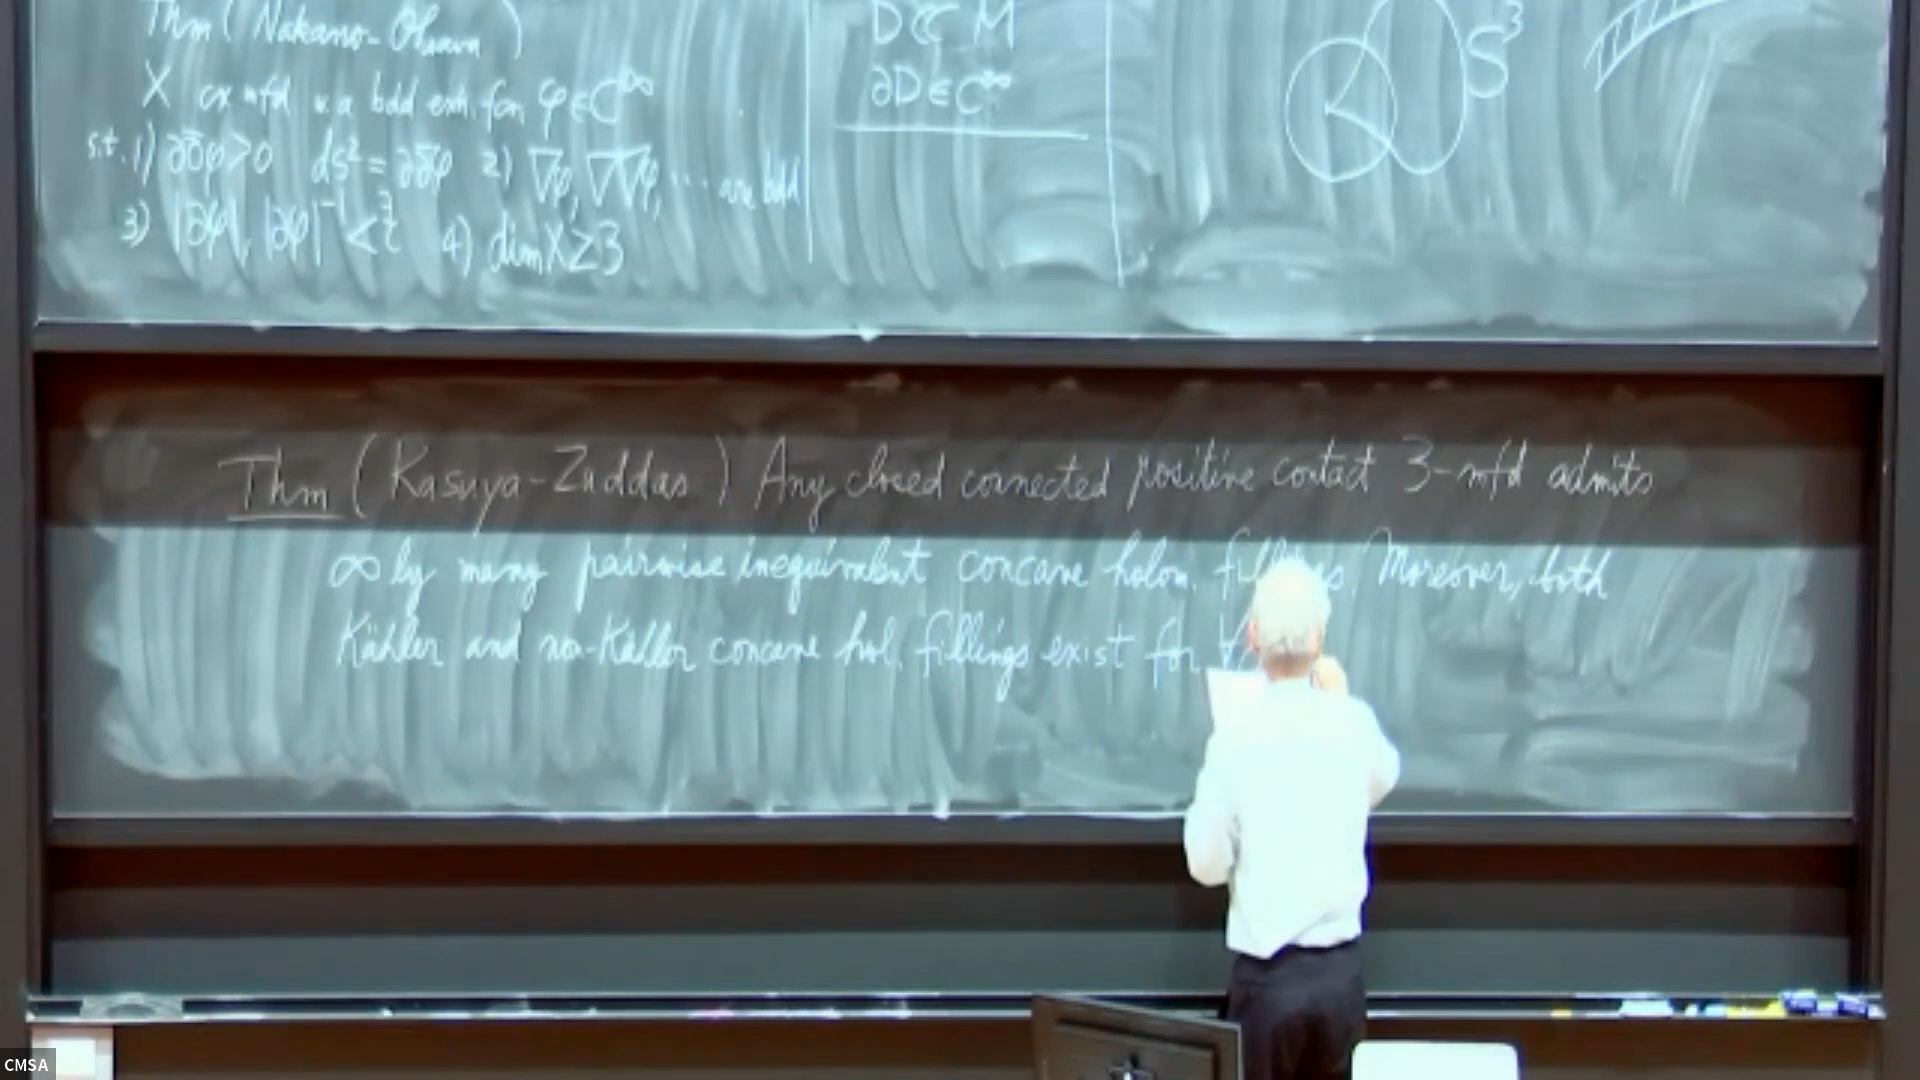 Thm (Nakano-Ohsawa)
X cx mfd w. a bdd exh. fcn φ∈C^∞
s.t. 1) ∂∂̄φ>0 ds²=∂∂̄φ 2) ∇φ, ∇∇φ, ... are bdd
3) |∂φ|, |∂φ|⁻¹ < 4) dim X≥3
D⊂⊂M
∂D∈C^∞
S³
Thm (Kasuya-Zuddas) Any closed connected positive contact 3-mfd admits
∞ly many pairwise inequivalent concave holom. Moreover, both
Kähler and non-Kähler concave hol. fillings exist for
CMSA